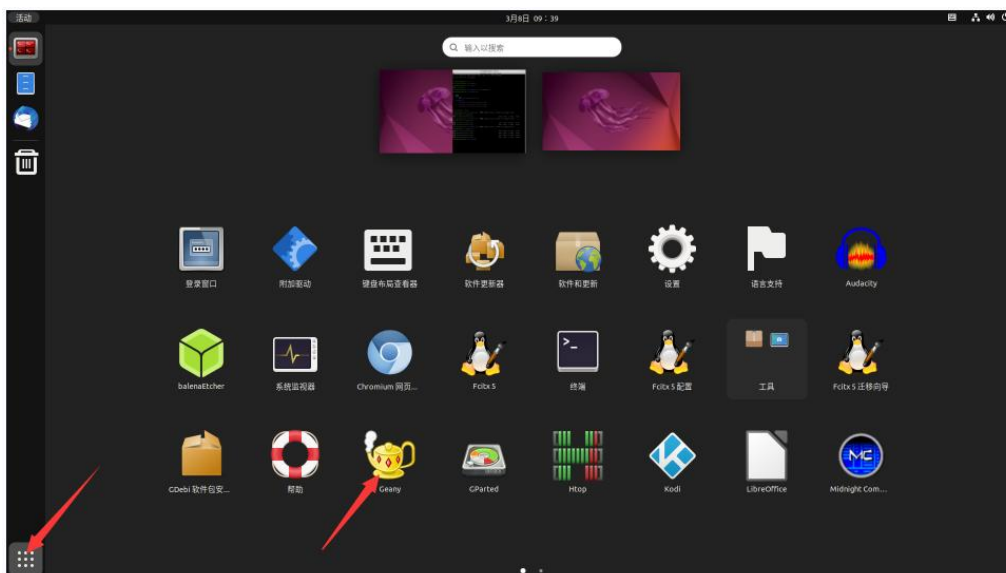 活动
3月8日 09：39
输入以搜索
登录窗口
附加驱动
键盘布局查看器
软件更新器
软件和更新
设置
语言支持
Audacity
balenaEtcher
系统监视器
Chromium 网页...
Fcitx 5
终端
Fcitx 5 配置
工具
Fcitx 5 迁移向导
GDebi 软件包安...
帮助
Geany
GParted
Htop
Kodi
LibreOffice
Midnight Com...